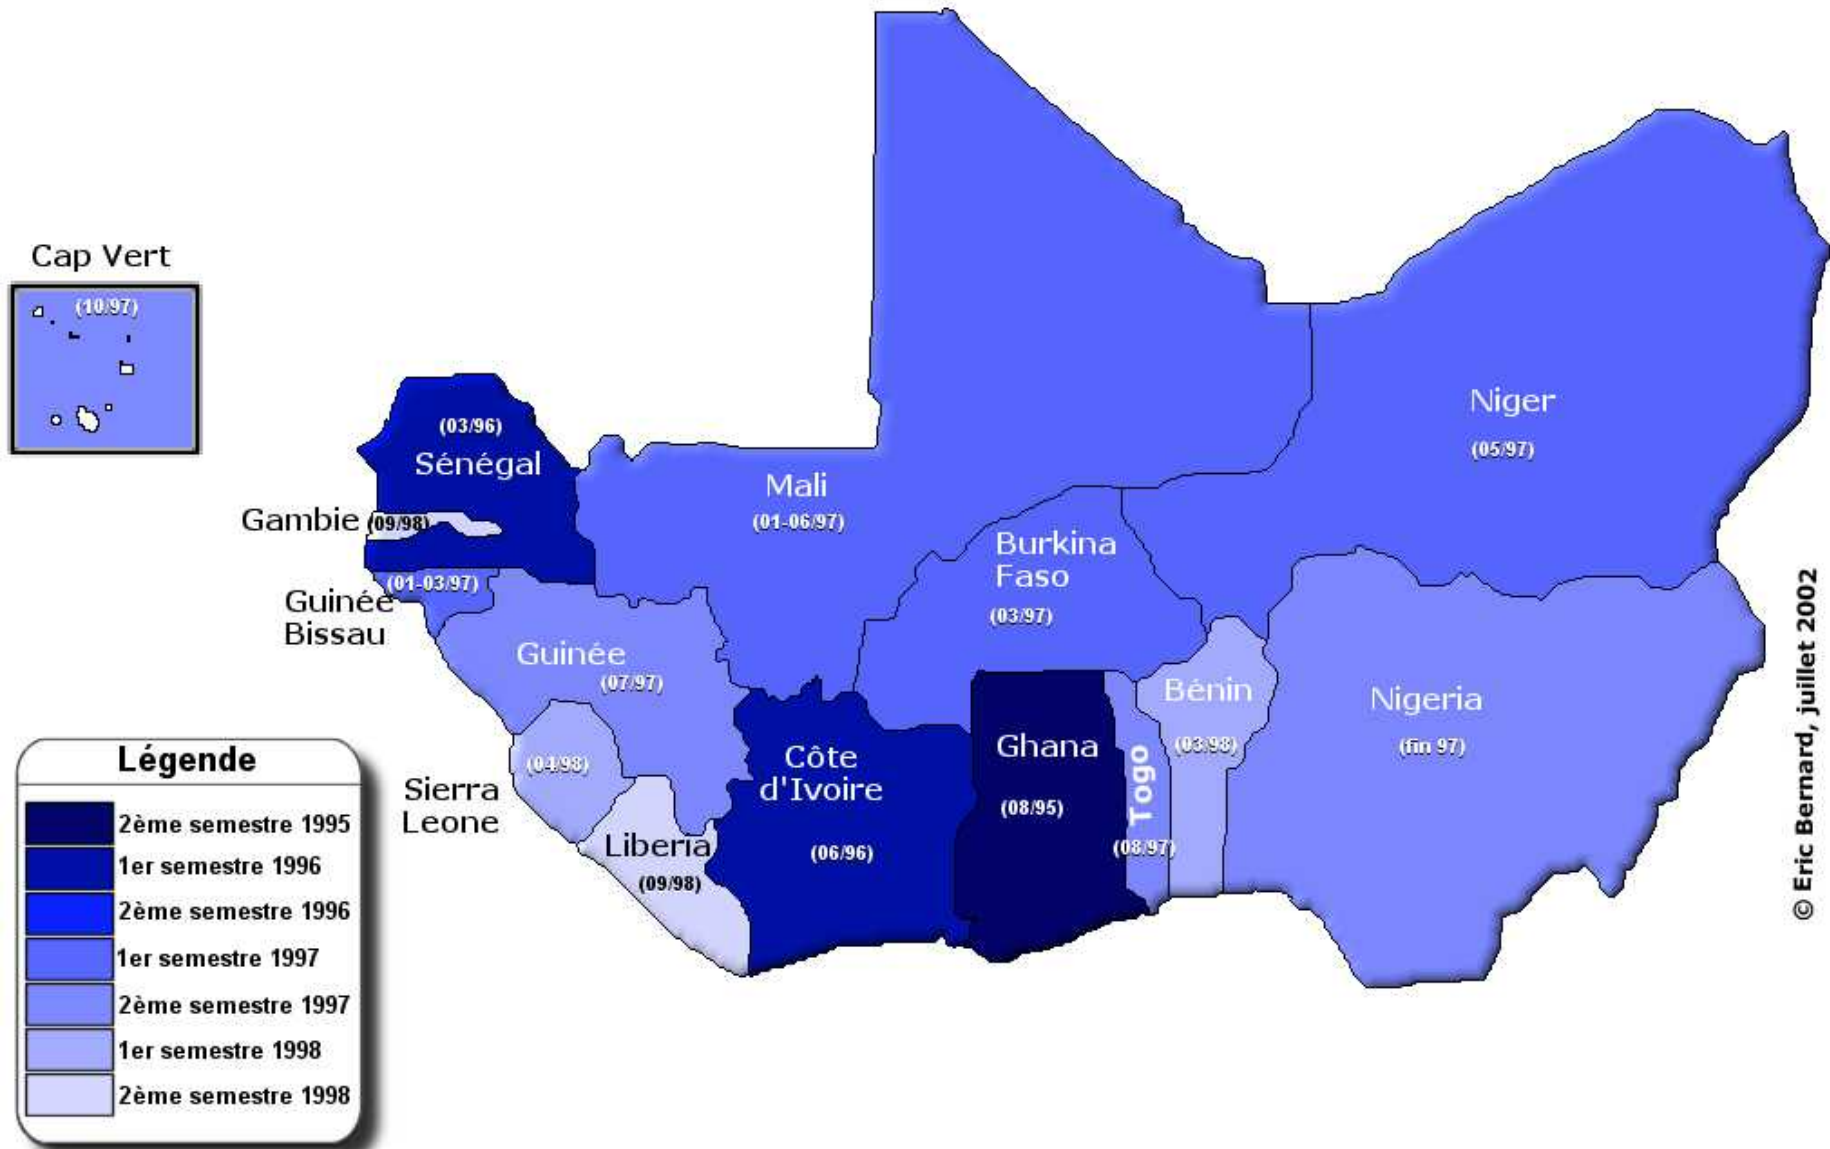 Cap Vert
(10/97)
(03/96)
Sénégal
Gambie (09/98)
(01-03/97)
Guinée
Bissau
Mali
(01-06/97)
Niger
(05/97)
Burkina
Faso
(03/97)
Guinée
(07/97)
Bénin
(03/98)
Nigeria
(fin 97)
Ghana
(08/95)
Togo
(08/97)
Côte
d'Ivoire
(06/96)
(04/98)
Sierra
Leone
Liberia
(09/98)
Légende
2ème semestre 1995
1er semestre 1996
2ème semestre 1996
1er semestre 1997
2ème semestre 1997
1er semestre 1998
2ème semestre 1998
© Eric Bernard, juillet 2002